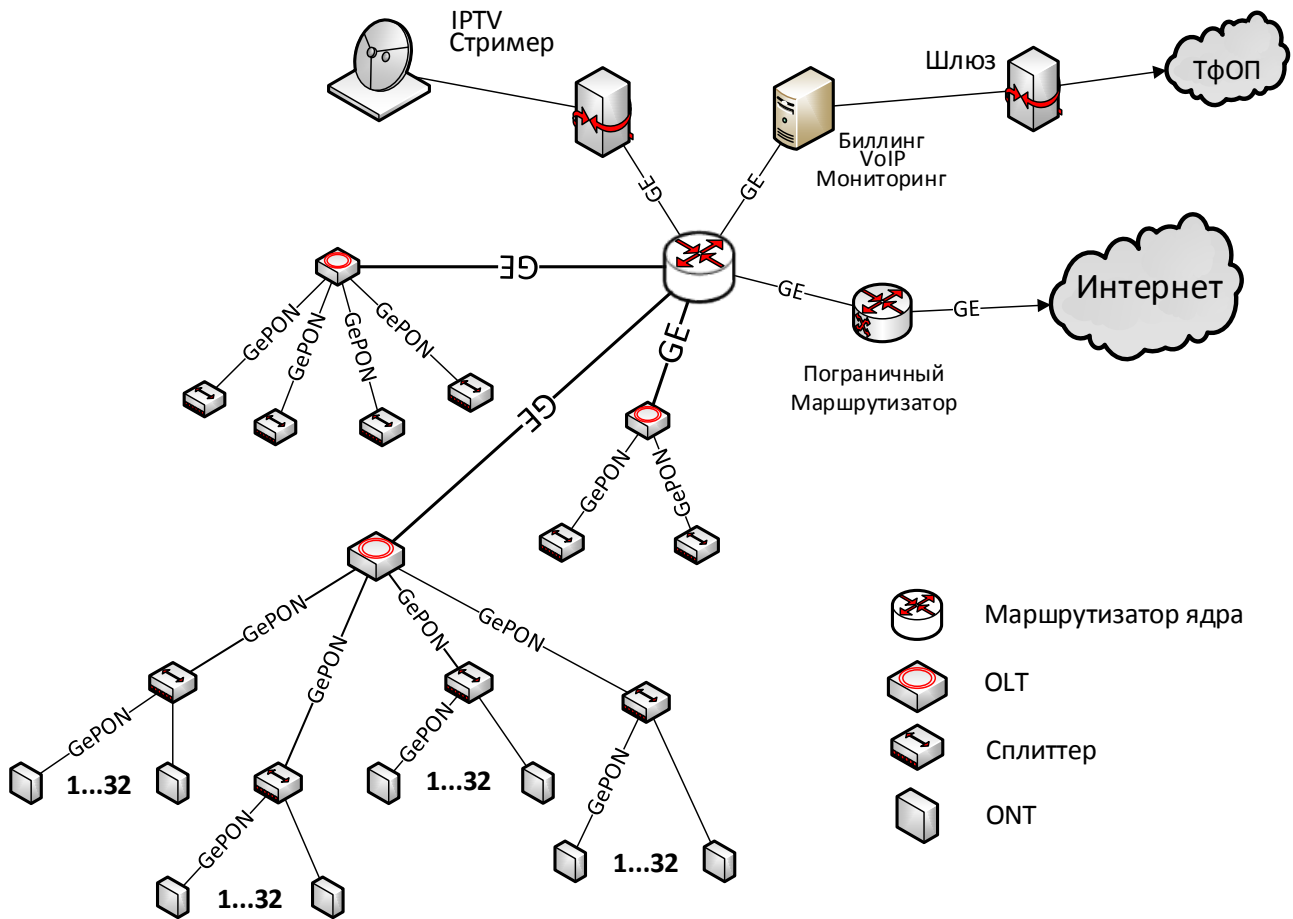 IPTV
Стример
Шлюз
ТфОП
Биллинг
VoIP
Мониторинг
GE
GE
GE
GE
GE
Интернет
GE
GE
Пограничный
Маршрутизатор
GePON
GePON
GePON
GePON
GePON
GePON
GePON
GePON
GePON
GePON
GePON
GePON
GePON
GePON
1...32
1...32
1...32
1...32
Маршрутизатор ядра
OLT
Сплиттер
ONT